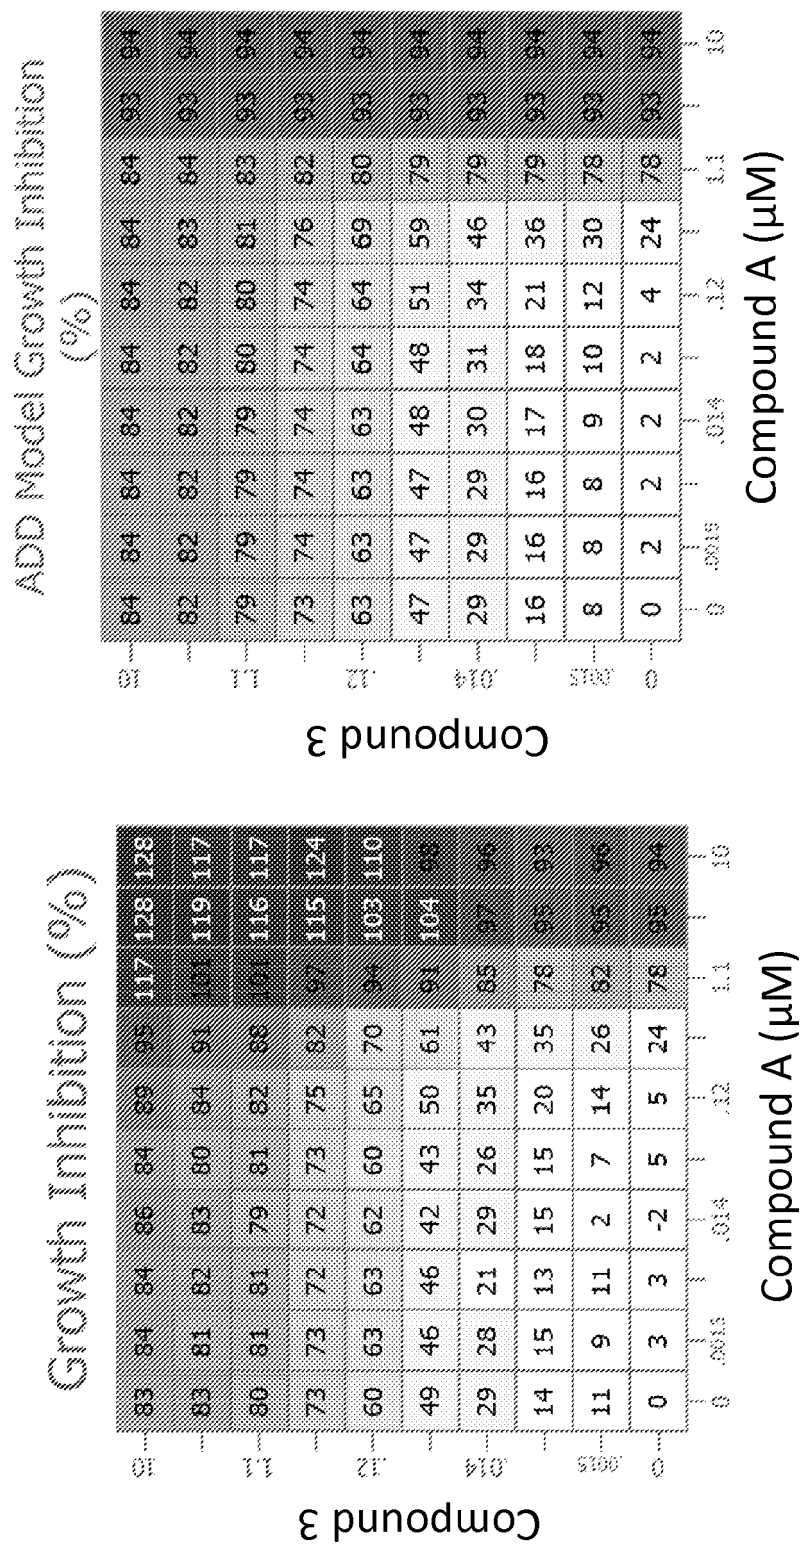 Growth Inhibition (%)
Compound 3
10 83 84 84 86 84 89 95 117 128 128
83 81 82 83 80 84 91 101 119 117
1.1 80 81 81 79 81 82 88 101 116 117
73 73 72 72 73 75 82 97 115 124
.12 60 63 63 62 60 65 70 94 103 110
49 46 46 42 43 50 61 91 104 98
.014 29 28 21 29 26 35 43 85 97 96
14 15 13 15 15 20 35 78 95 93
.0015 11 9 11 2 7 14 26 82 95 96
0 0 3 3 -2 5 5 24 78 95 94
0 .0015 .014 .12 1.1 10
Compound A (µM)
ADD Model Growth Inhibition
(%)
Compound 3
10 84 84 84 84 84 84 84 84 93 94
82 82 82 82 82 82 83 84 93 94
1.1 79 79 79 79 80 80 81 83 93 94
73 74 74 74 74 74 76 82 93 94
.12 63 63 63 63 64 64 69 80 93 94
47 47 47 48 48 51 59 79 93 94
.014 29 29 29 30 31 34 46 79 93 94
16 16 16 17 18 21 36 79 93 94
.0015 8 8 8 9 10 12 30 78 93 94
0 0 2 2 2 2 4 24 78 93 94
0 .0015 .014 .12 1.1 10
Compound A (µM)